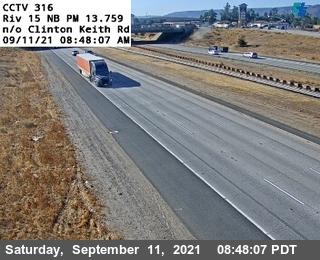 CCTV 316
Riv 15 NB PM 13.759
n/o Clinton Keith Rd
09/11/21 08:48:07 AM
Saturday, September 11, 2021 08:48:07 PDT